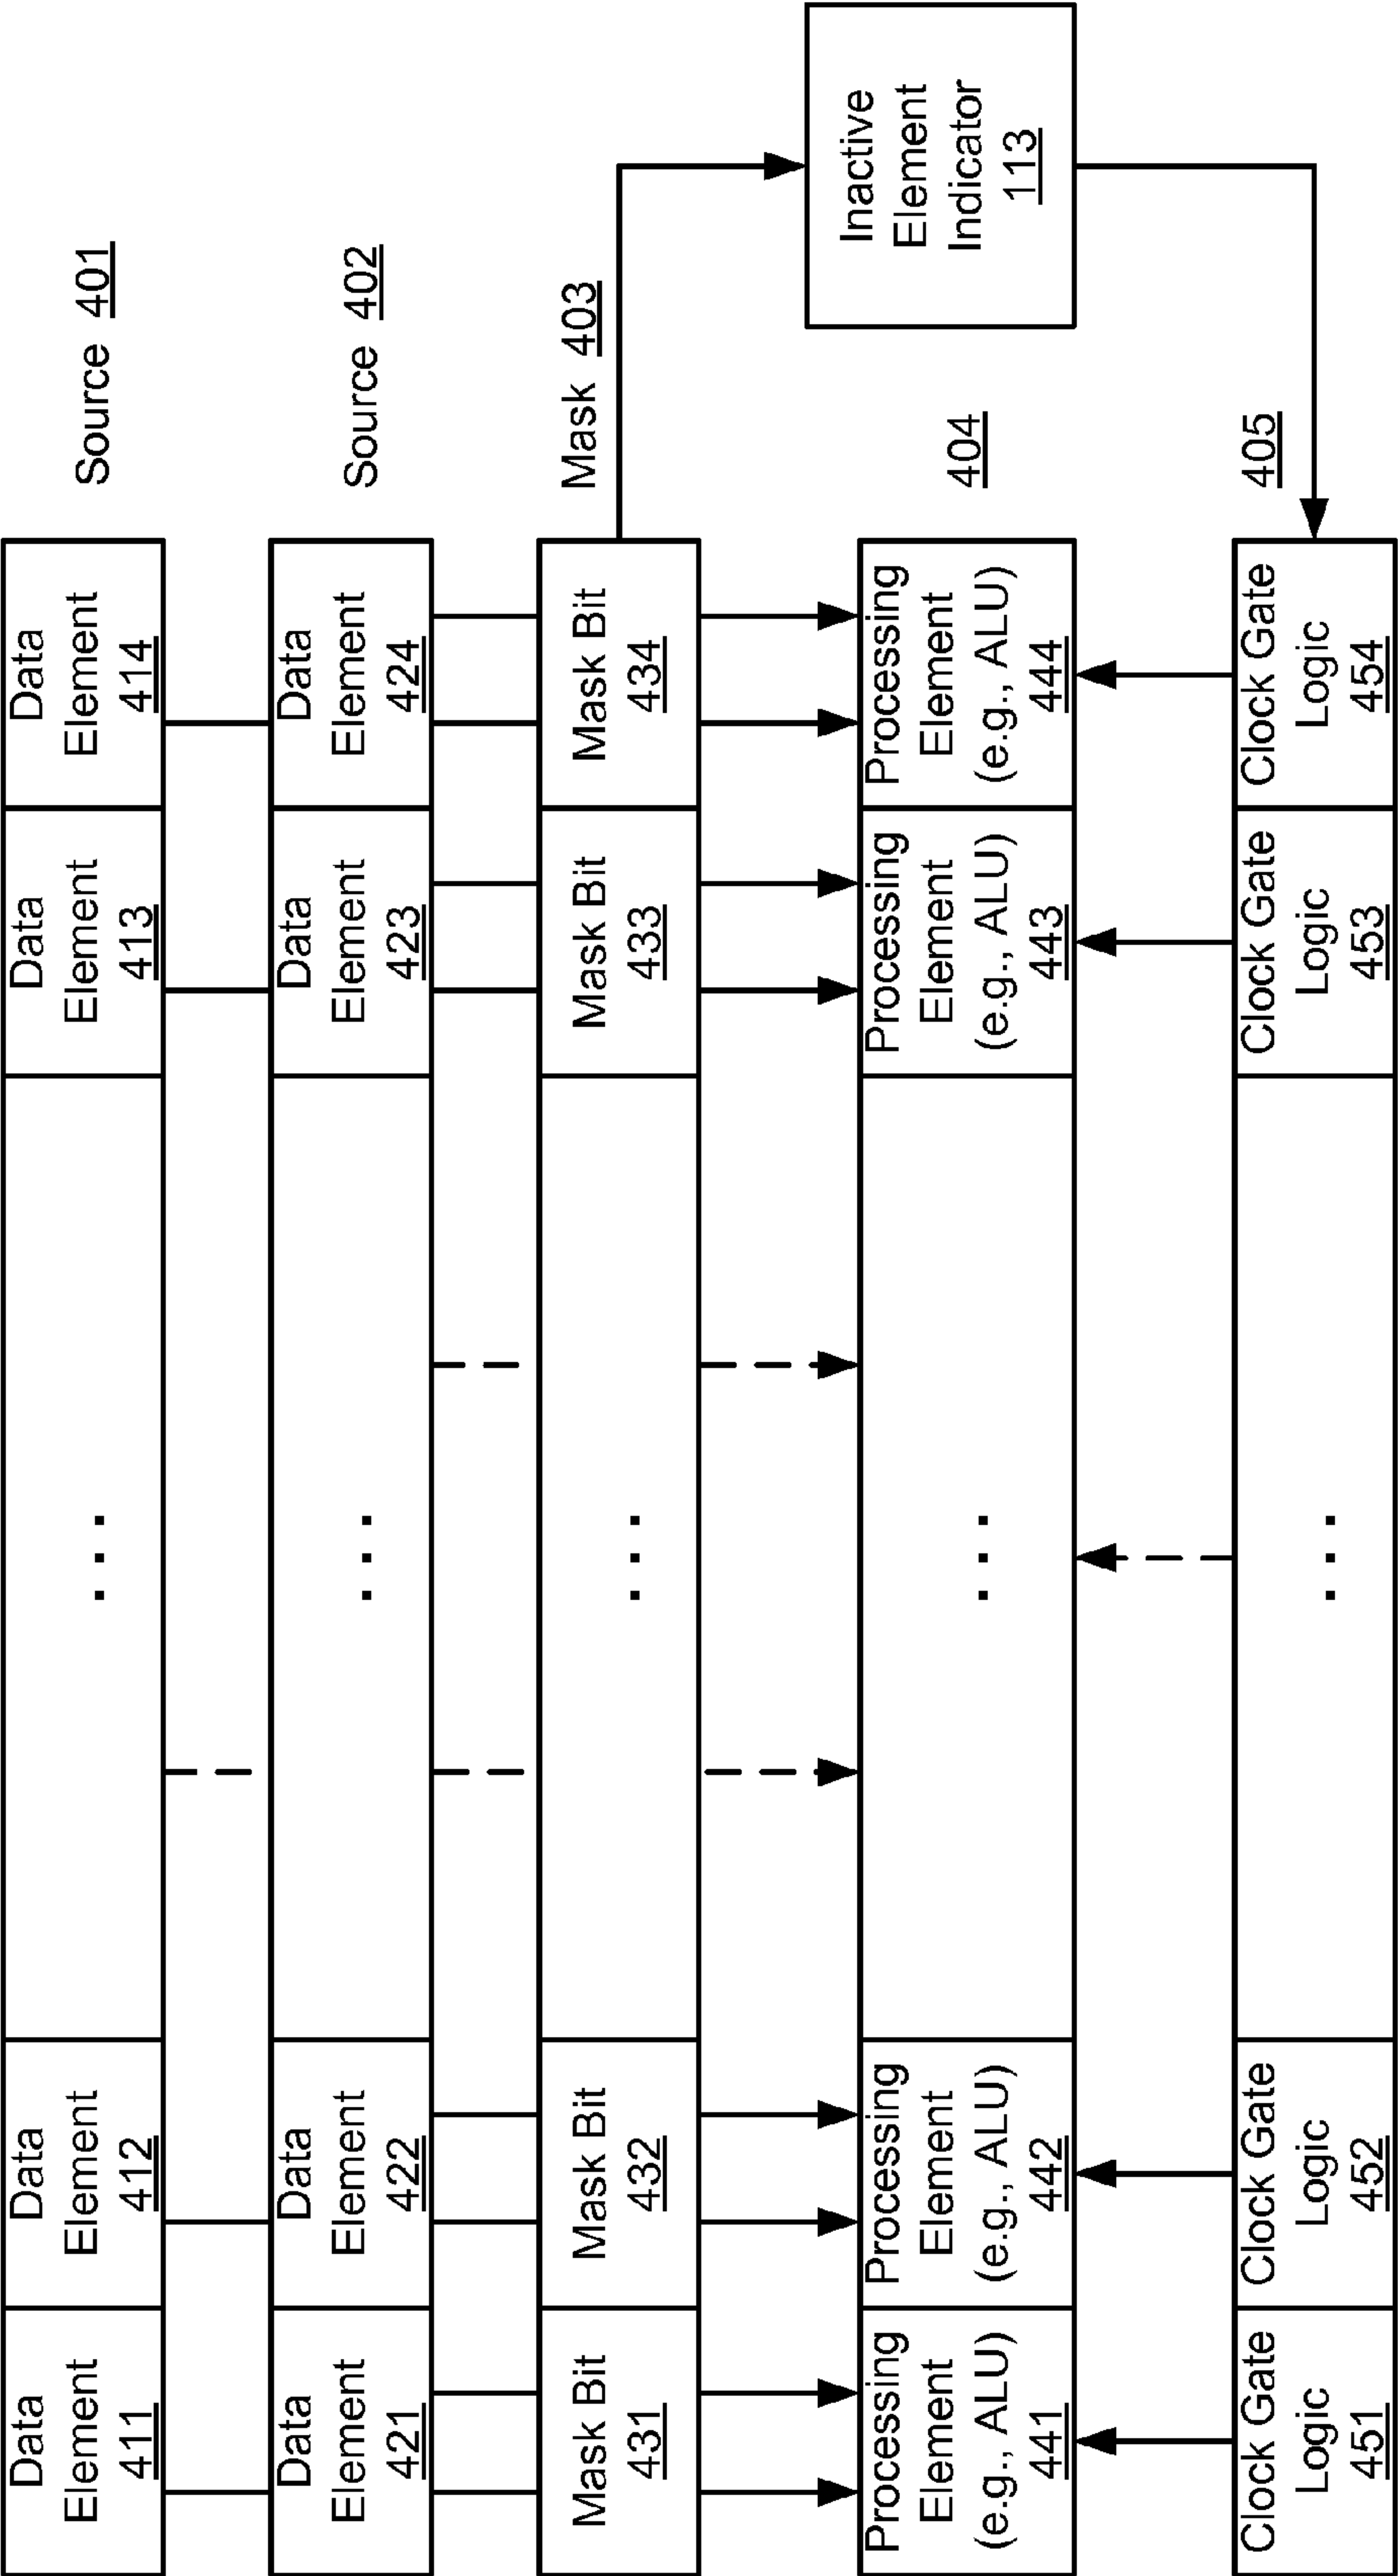 Data
Element
411
Data
Element
412
. . .
Data
Element
413
Data
Element
414
Source 401
Data
Element
421
Data
Element
422
. . .
Data
Element
423
Data
Element
424
Source 402
Mask Bit
431
Mask Bit
432
. . .
Mask Bit
433
Mask Bit
434
Mask 403
Processing
Element
(e.g., ALU)
441
Processing
Element
(e.g., ALU)
442
. . .
Processing
Element
(e.g., ALU)
443
Processing
Element
(e.g., ALU)
444
404
Inactive
Element
Indicator
113
Clock Gate
Logic
451
Clock Gate
Logic
452
. . .
Clock Gate
Logic
453
Clock Gate
Logic
454
405